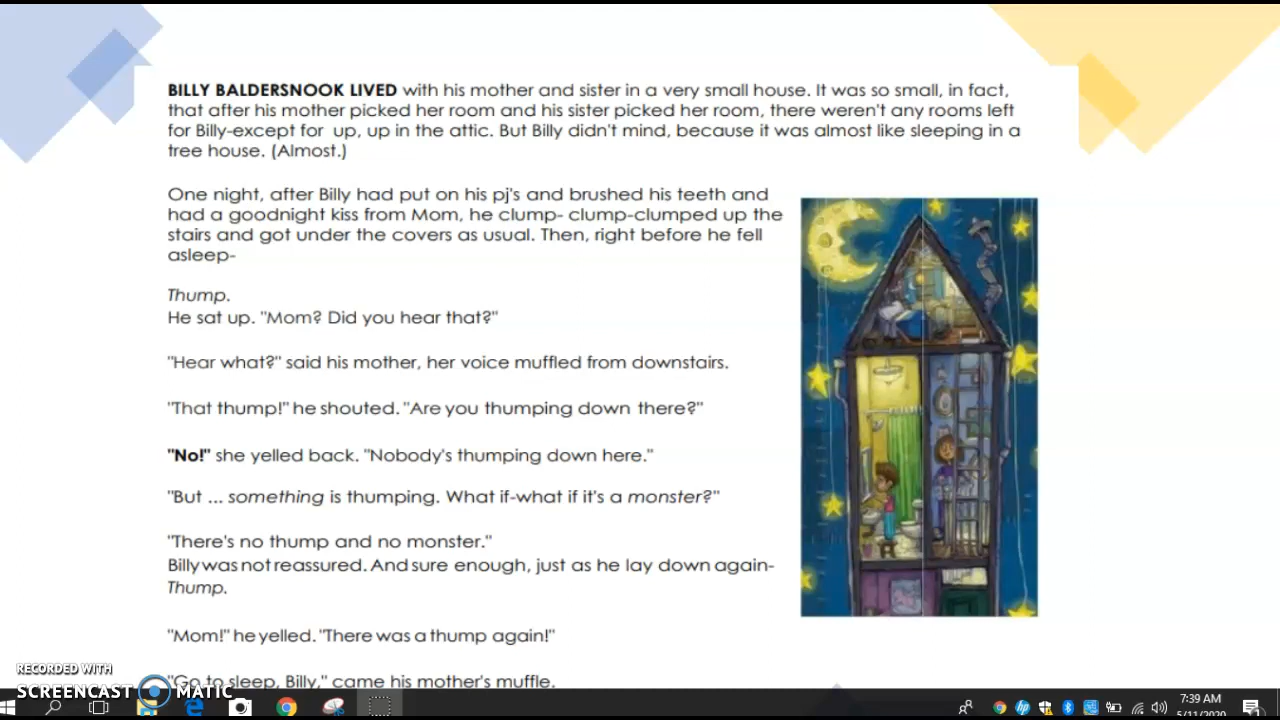 BILLY BALDERSNOOK LIVED with his mother and sister in a very small house. It was so small, in fact,
that after his mother picked her room and his sister picked her room, there weren't any rooms left
for Billy-except for up, up in the attic. But Billy didn't mind, because it was almost like sleeping in a
tree house. (Almost.)
One night, after Billy had put on his pj's and brushed his teeth and
had a goodnight kiss from Mom, he clump- clump-clumped up the
stairs and got under the covers as usual. Then, right before he fell
asleep-
Thump.
He sat up. "Mom? Did you hear that?"
"Hear what?" said his mother, her voice muffled from downstairs.
"That thump!" he shouted. "Are you thumping down there?"
"No!" she yelled back. "Nobody's thumping down here."
"But ... something is thumping. What if-what if it's a monster?"
"There's no thump and no monster."
Billy was not reassured. And sure enough, just as he lay down again-
Thump.
"Mom!" he yelled. "There was a thump again!"
"Go to sleep, Billy," came his mother's muffle.
RECORDED WITH
SCREENCAST MATIC
7:39 AM
5/11/2020